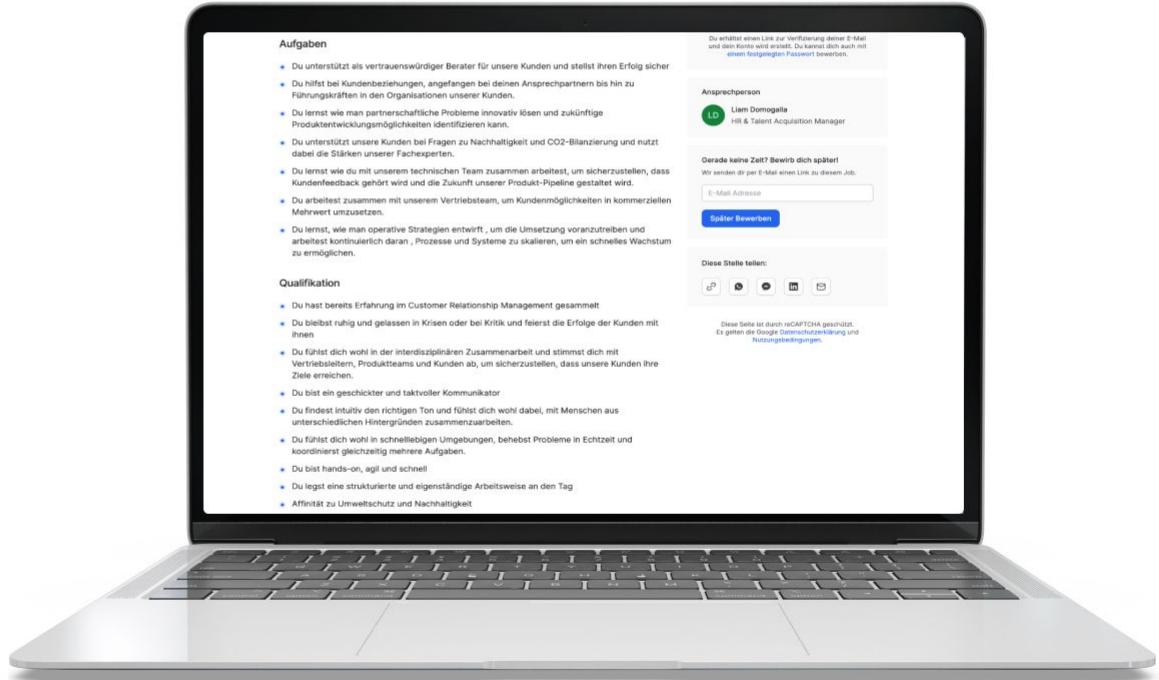 Aufgaben
Du unterstützt als vertrauenswürdiger Berater für unsere Kunden und stellst ihren Erfolg sicher
Du hilfst bei Kundenbeziehungen, angefangen bei deinen Ansprechpartnern bis hin zu
Führungskräften in den Organisationen unserer Kunden.
Du lernst wie man partnerschaftliche Probleme innovativ lösen und zukünftige
Produktentwicklungsmöglichkeiten identifizieren kann.
Du unterstützt unsere Kunden bei Fragen zu Nachhaltigkeit und CO2-Bilanzierung und nutzt
dabei die Stärken unserer Fachexperten.
Du lernst wie du mit unserem technischen Team zusammen arbeitest, um sicherzustellen, dass
Kundenfeedback gehört wird und die Zukunft unserer Produkt-Pipeline gestaltet wird.
Du arbeitest zusammen mit unserem Vertriebsteam, um Kundenmöglichkeiten in kommerziellen
Mehrwert umzusetzen.
Du lernst, wie man operative Strategien entwirft , um die Umsetzung voranzutreiben und
arbeitest kontinuierlich daran , Prozesse und Systeme zu skalieren, um ein schnelles Wachstum
zu ermöglichen.
Qualifikation
Du hast bereits Erfahrung im Customer Relationship Management gesammelt
Du bleibst ruhig und gelassen in Krisen oder bei Kritik und feierst die Erfolge der Kunden mit
ihnen
Du fühlst dich wohl in der interdisziplinären Zusammenarbeit und stimmst dich mit
Vertriebsleitern, Produktteams und Kunden ab, um sicherzustellen, dass unsere Kunden ihre
Ziele erreichen.
Du bist ein geschickter und taktvoller Kommunikator
Du findest intuitiv den richtigen Ton und fühlst dich wohl dabei, mit Menschen aus
unterschiedlichen Hintergründen zusammenzuarbeiten.
Du fühlst dich wohl in schnelllebigen Umgebungen, behebst Probleme in Echtzeit und
koordinierst gleichzeitig mehrere Aufgaben.
Du bist hands-on, agil und schnell
Du legst eine strukturierte und eigenständige Arbeitsweise an den Tag
Affinität zu Umweltschutz und Nachhaltigkeit
Du erhältst einen Link zur Verifizierung deiner E-Mail
und dein Konto wird erstellt. Du kannst dich auch mit
einem festgelegten Passwort bewerben.
Ansprechperson
LD
Liam Domogalla
HR & Talent Acquisition Manager
Gerade keine Zeit? Bewirb dich später!
Wir senden dir per E-Mail einen Link zu diesem Job.
E-Mail Adresse
Später Bewerben
Diese Stelle teilen:
in
Diese Seite ist durch reCAPTCHA geschützt.
Es gelten die Google Datenschutzerklärung und
Nutzungsbedingungen.